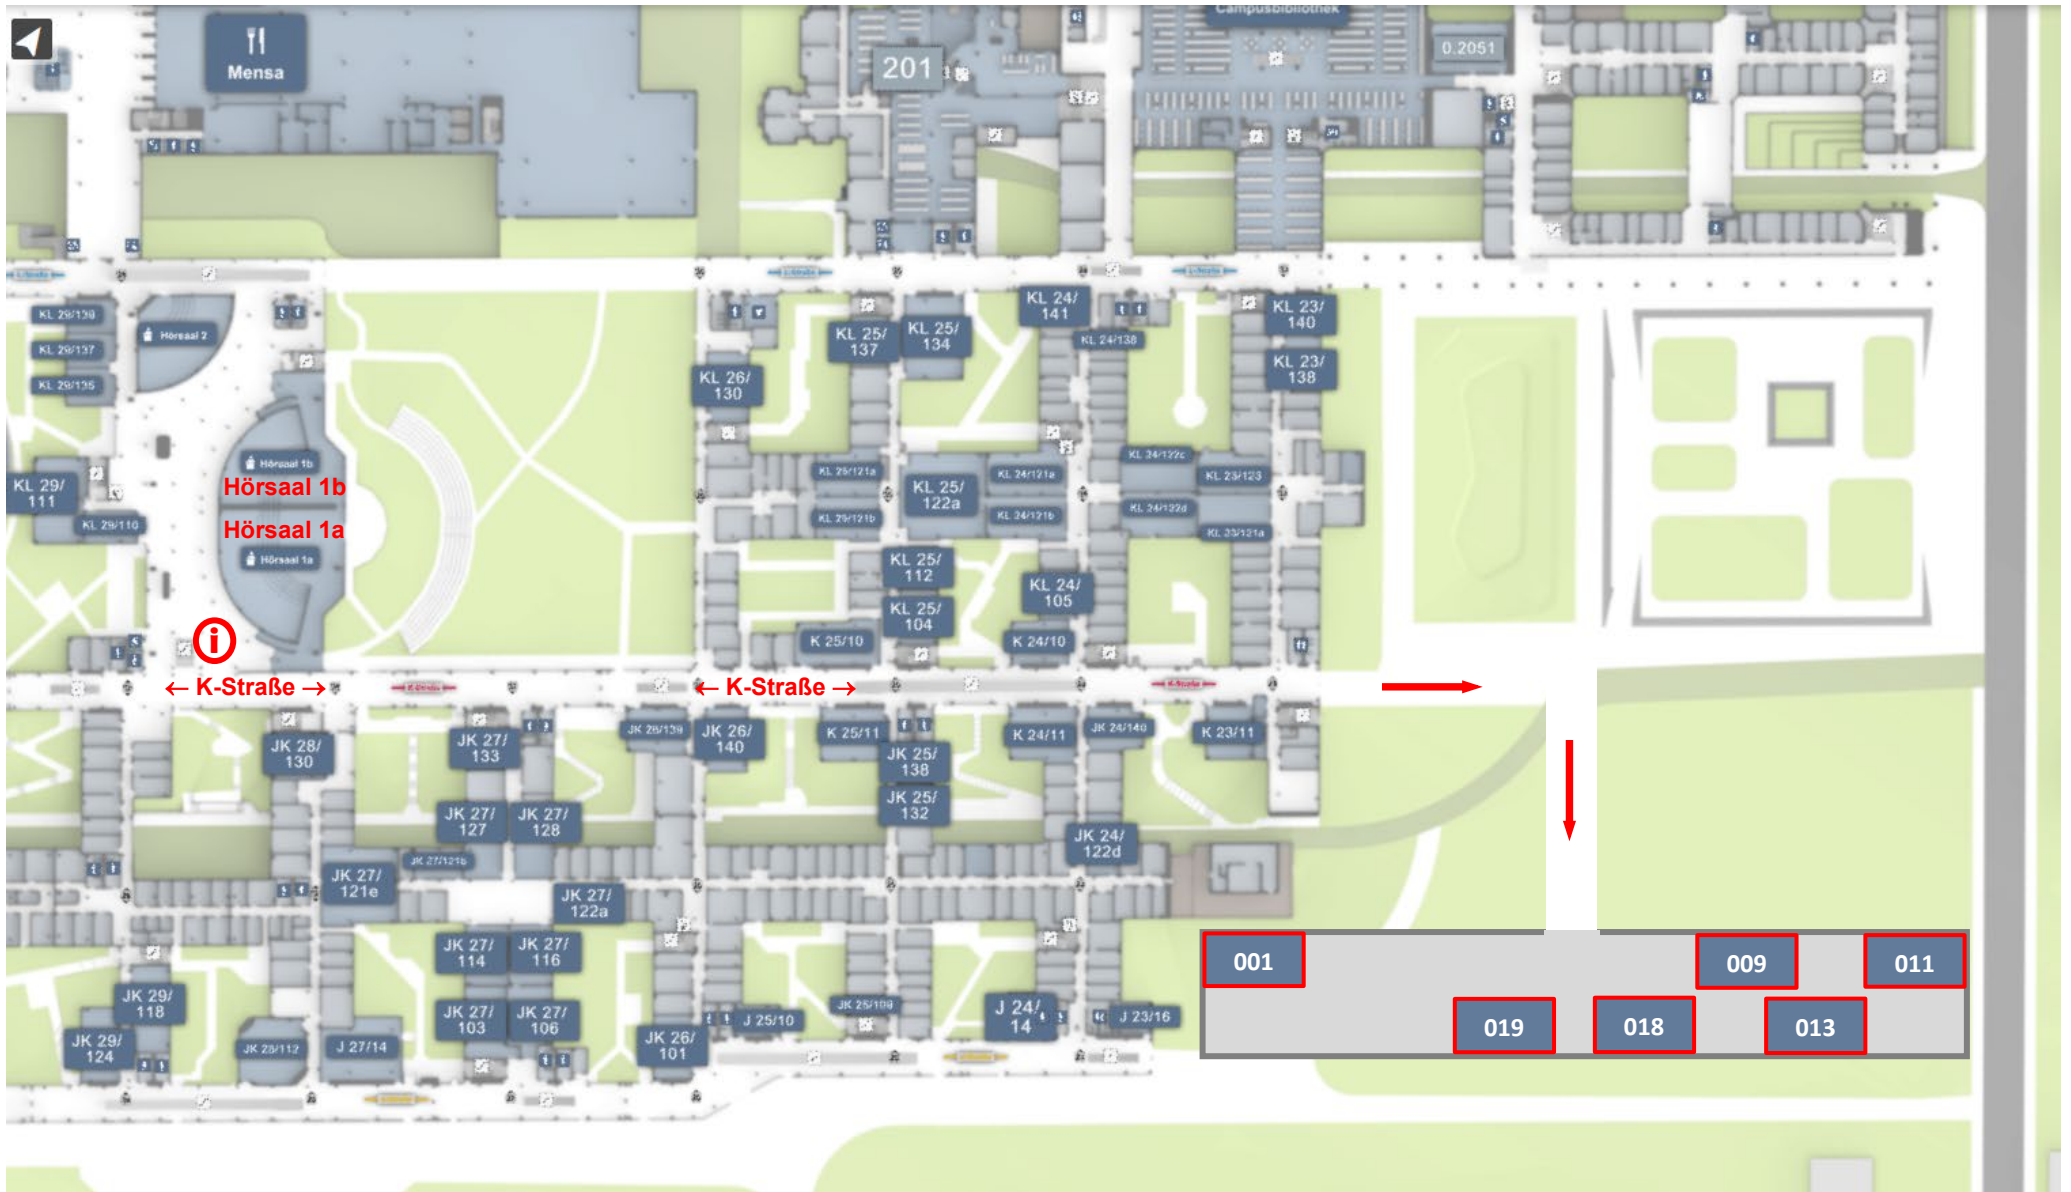 Campusbibliothek
Mensa
201
0.2051
L-Straße
L-Straße
L-Straße
KL 29/139
Hörsaal 2
KL 29/137
KL 29/135
KL 24/
141
KL 23/
140
KL 25/
137
KL 25/
134
KL 24/138
KL 26/
130
KL 23/
138
Hörsaal 1b
Hörsaal 1b
Hörsaal 1a
Hörsaal 1a
KL 29/
111
KL 29/110
KL 25/121a
KL 25/
122a
KL 24/121a
KL 24/122c
KL 23/123
KL 25/121b
KL 24/121b
KL 24/122d
KL 23/121a
KL 25/
112
KL 24/
105
KL 25/
104
K 25/10
K 24/10
i
← K-Straße →
K-Straße
← K-Straße →
K-Straße
JK 28/
130
JK 27/
133
JK 26/139
JK 26/
140
K 25/11
K 24/11
JK 24/140
K 23/11
JK 25/
138
JK 25/
132
JK 27/
127
JK 27/
128
JK 24/
122d
JK 27/121b
JK 27/
121e
JK 27/
122a
JK 27/
114
JK 27/
116
001
009
011
JK 29/
118
JK 27/
103
JK 27/
106
J 25/10
JK 25/109
J 24/
14
J 23/16
019
018
013
JK 29/
124
JK 28/112
J 27/14
JK 26/
101